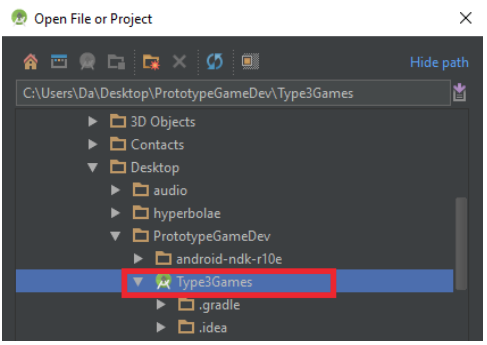 Open File or Project
Hide path
C:\Users\Da\Desktop\PrototypeGameDev\Type3Games
3D Objects
Contacts
Desktop
audio
hyperbolae
PrototypeGameDev
android-ndk-r10e
Type3Games
.gradle
.idea